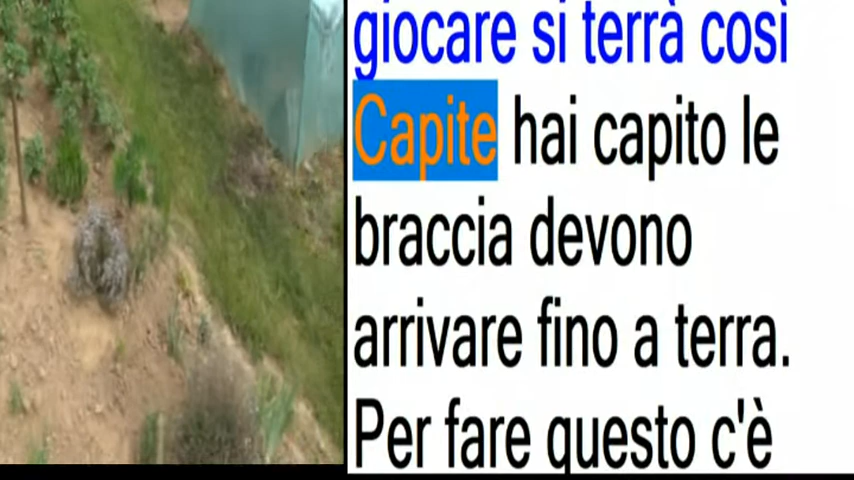 giocare si terrà così
Capite hai capito le
braccia devono
arrivare fino a terra.
Per fare questo c'è